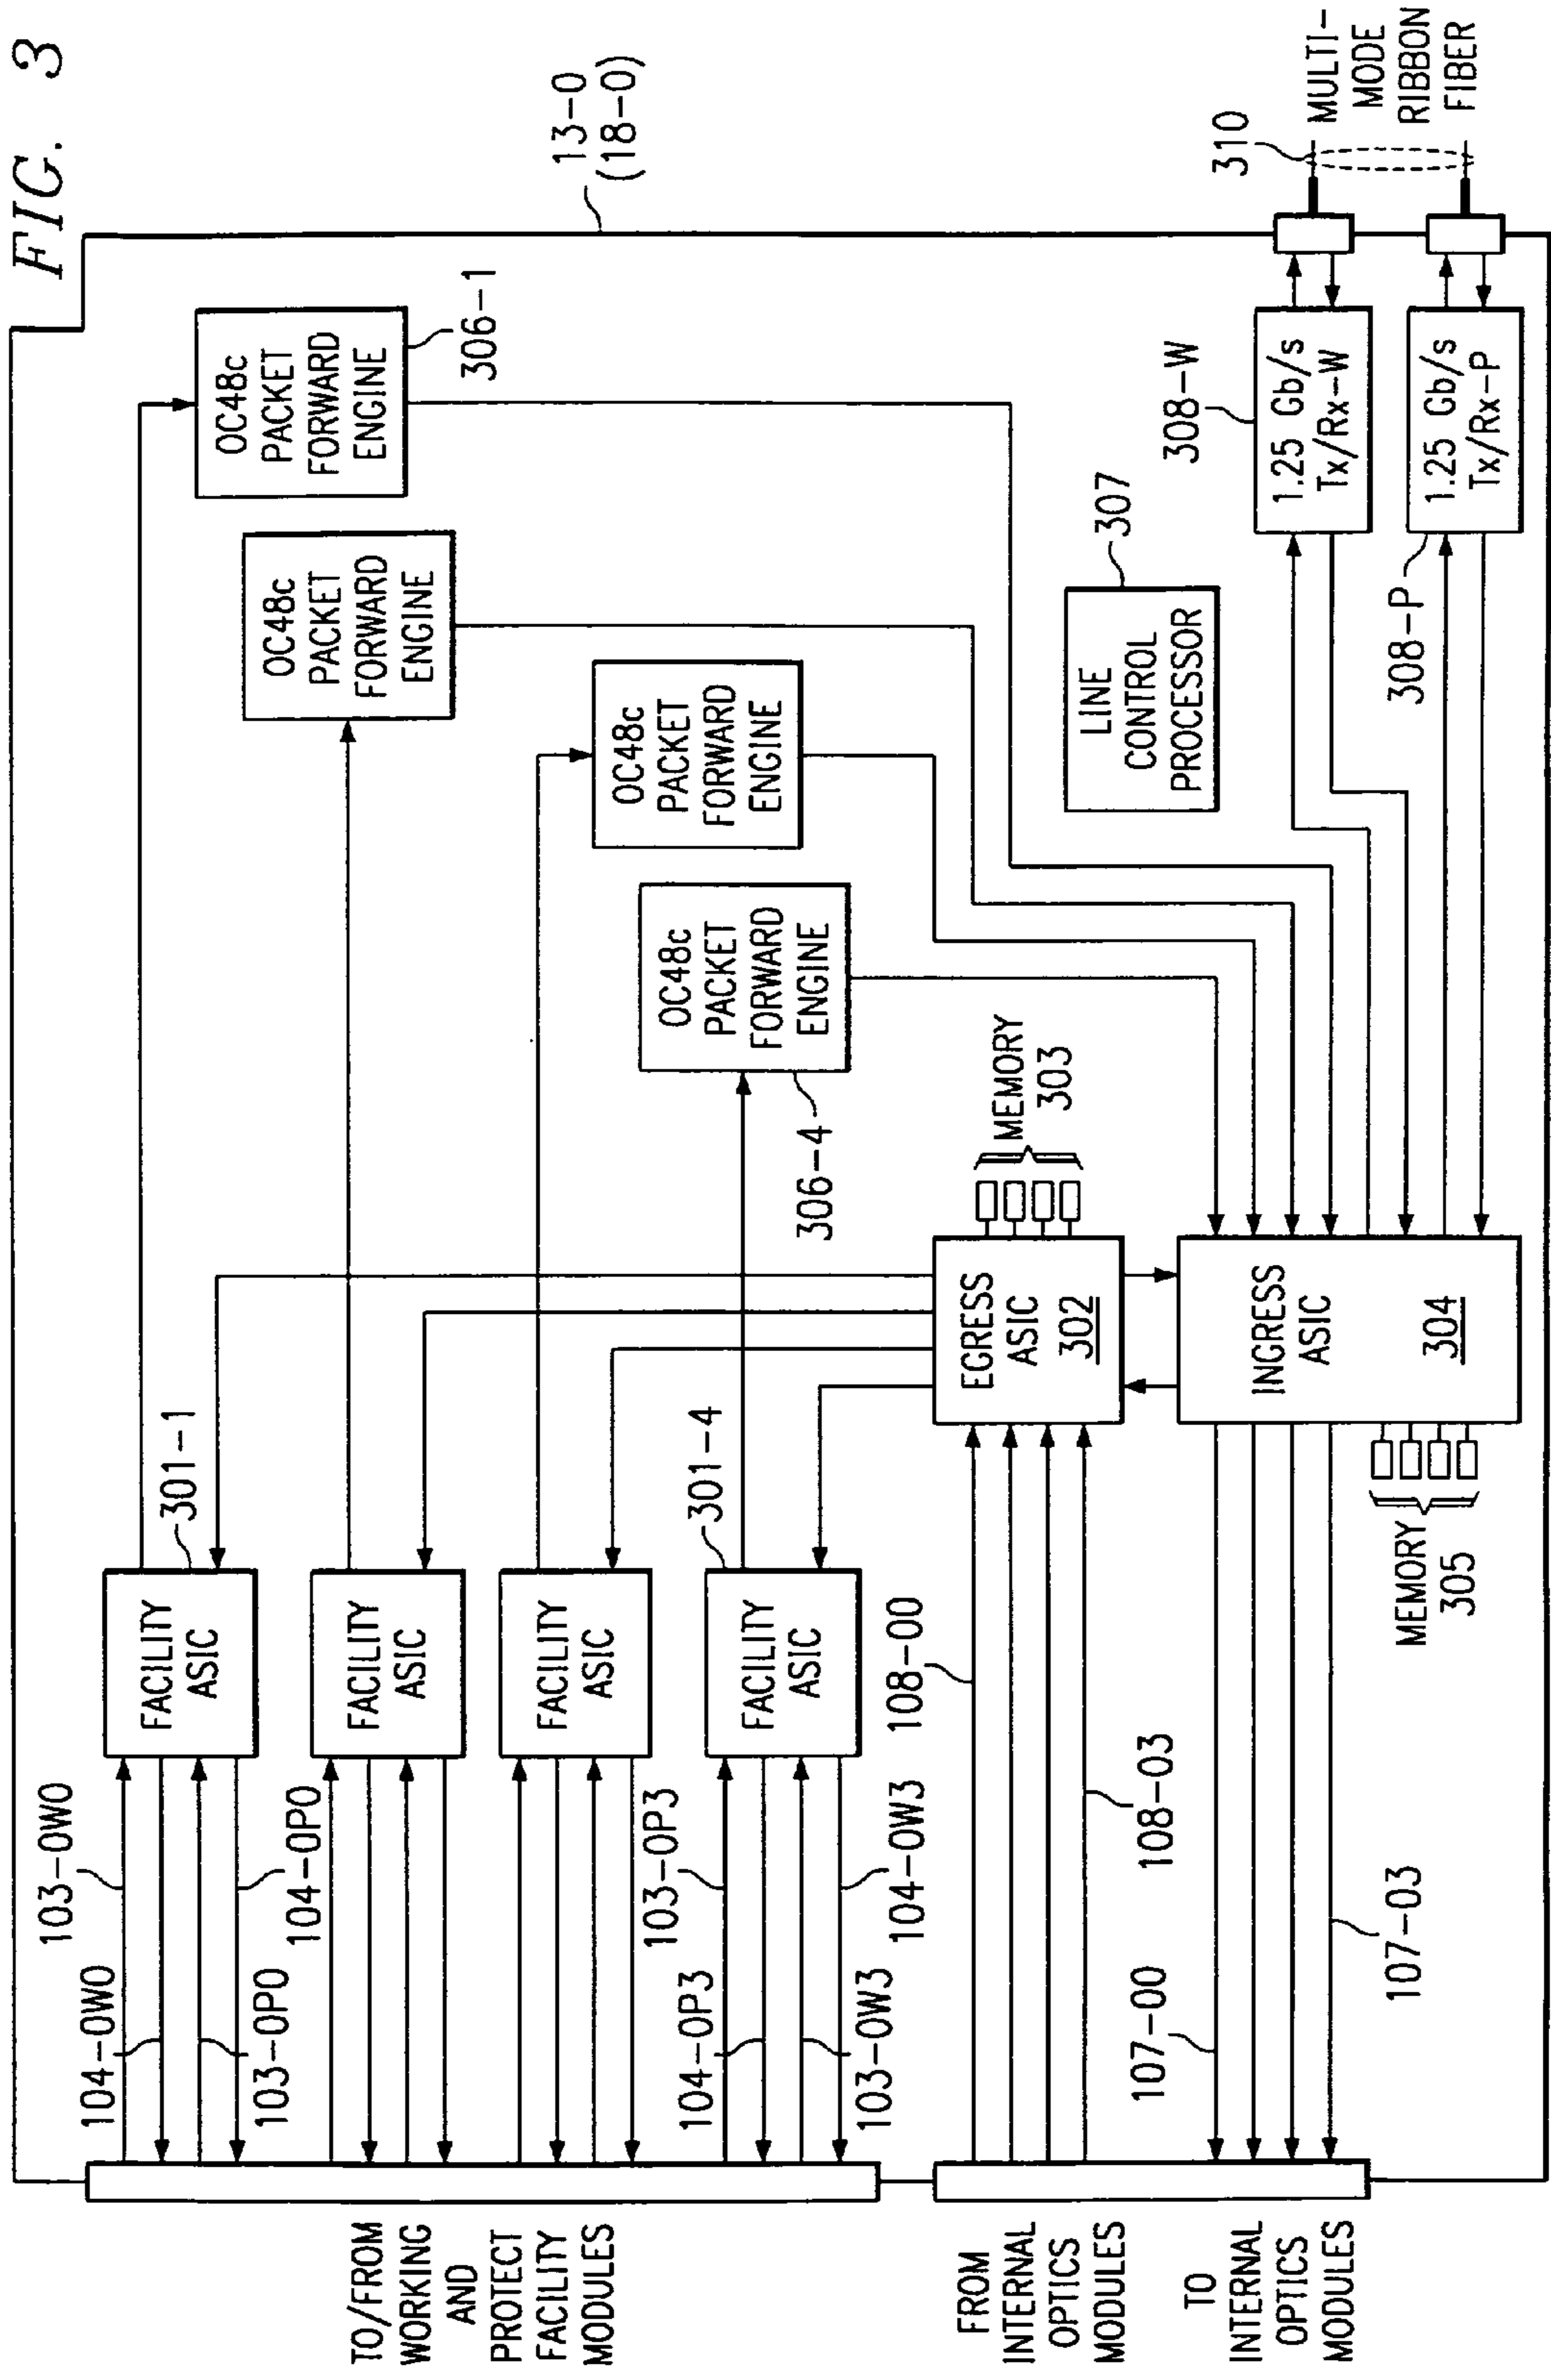 FIG. 3
13-0
(18-0)
OC48c
PACKET
FORWARD
ENGINE
306-1
OC48c
PACKET
FORWARD
ENGINE
OC48c
PACKET
FORWARD
ENGINE
OC48c
PACKET
FORWARD
ENGINE
306-4
FACILITY
ASIC
301-1
FACILITY
ASIC
FACILITY
ASIC
FACILITY
ASIC
301-4
103-0W0
104-0W0
103-0P0
104-0P0
103-0P3
104-0P3
103-0W3
104-0W3
TO/FROM
WORKING
AND
PROTECT
FACILITY
MODULES
EGRESS
ASIC
302
MEMORY
303
108-00
108-03
FROM
INTERNAL
OPTICS
MODULES
INGRESS
ASIC
304
MEMORY
305
107-00
107-03
TO
INTERNAL
OPTICS
MODULES
LINE
CONTROL
PROCESSOR
307
1.25 Gb/s
Tx/Rx-W
308-W
1.25 Gb/s
Tx/Rx-P
308-P
310
MULTI-
MODE
RIBBON
FIBER